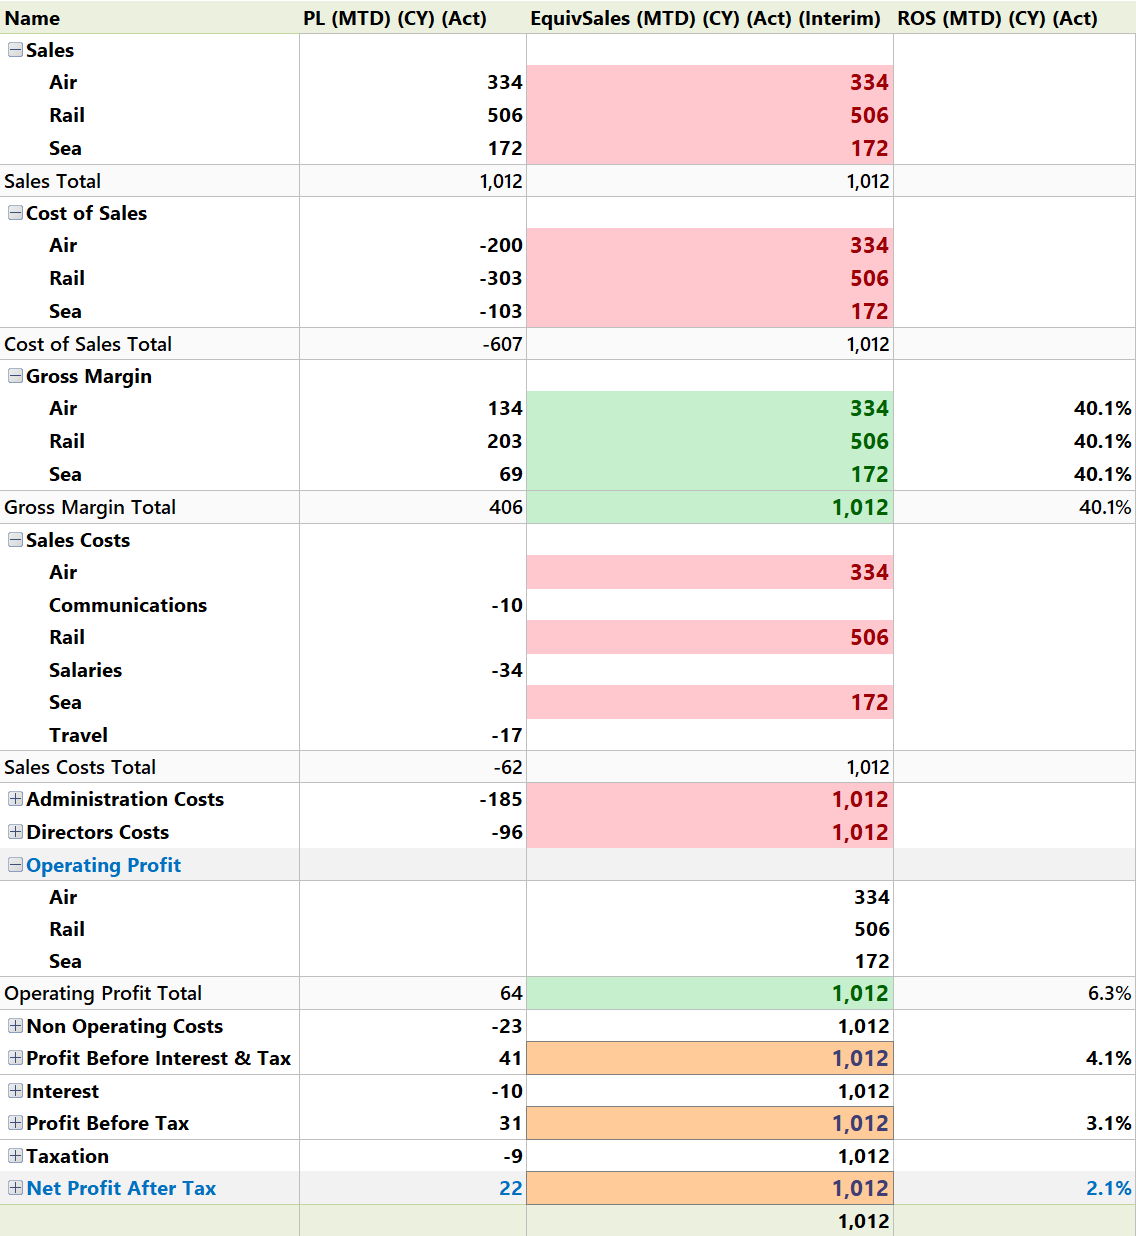 Name PL (MTD) (CY) (Act) EquivSales (MTD) (CY) (Act) (Interim) ROS (MTD) (CY) (Act)
Sales
Air 334 334
Rail 506 506
Sea 172 172
Sales Total 1,012 1,012
Cost of Sales
Air -200 334
Rail -303 506
Sea -103 172
Cost of Sales Total -607 1,012
Gross Margin
Air 134 334 40.1%
Rail 203 506 40.1%
Sea 69 172 40.1%
Gross Margin Total 406 1,012 40.1%
Sales Costs
Air 334
Communications -10
Rail 506
Salaries -34
Sea 172
Travel -17
Sales Costs Total -62 1,012
Administration Costs -185 1,012
Directors Costs -96 1,012
Operating Profit
Air 334
Rail 506
Sea 172
Operating Profit Total 64 1,012 6.3%
Non Operating Costs -23 1,012
Profit Before Interest & Tax 41 1,012 4.1%
Interest -10 1,012
Profit Before Tax 31 1,012 3.1%
Taxation -9 1,012
Net Profit After Tax 22 1,012 2.1%
1,012